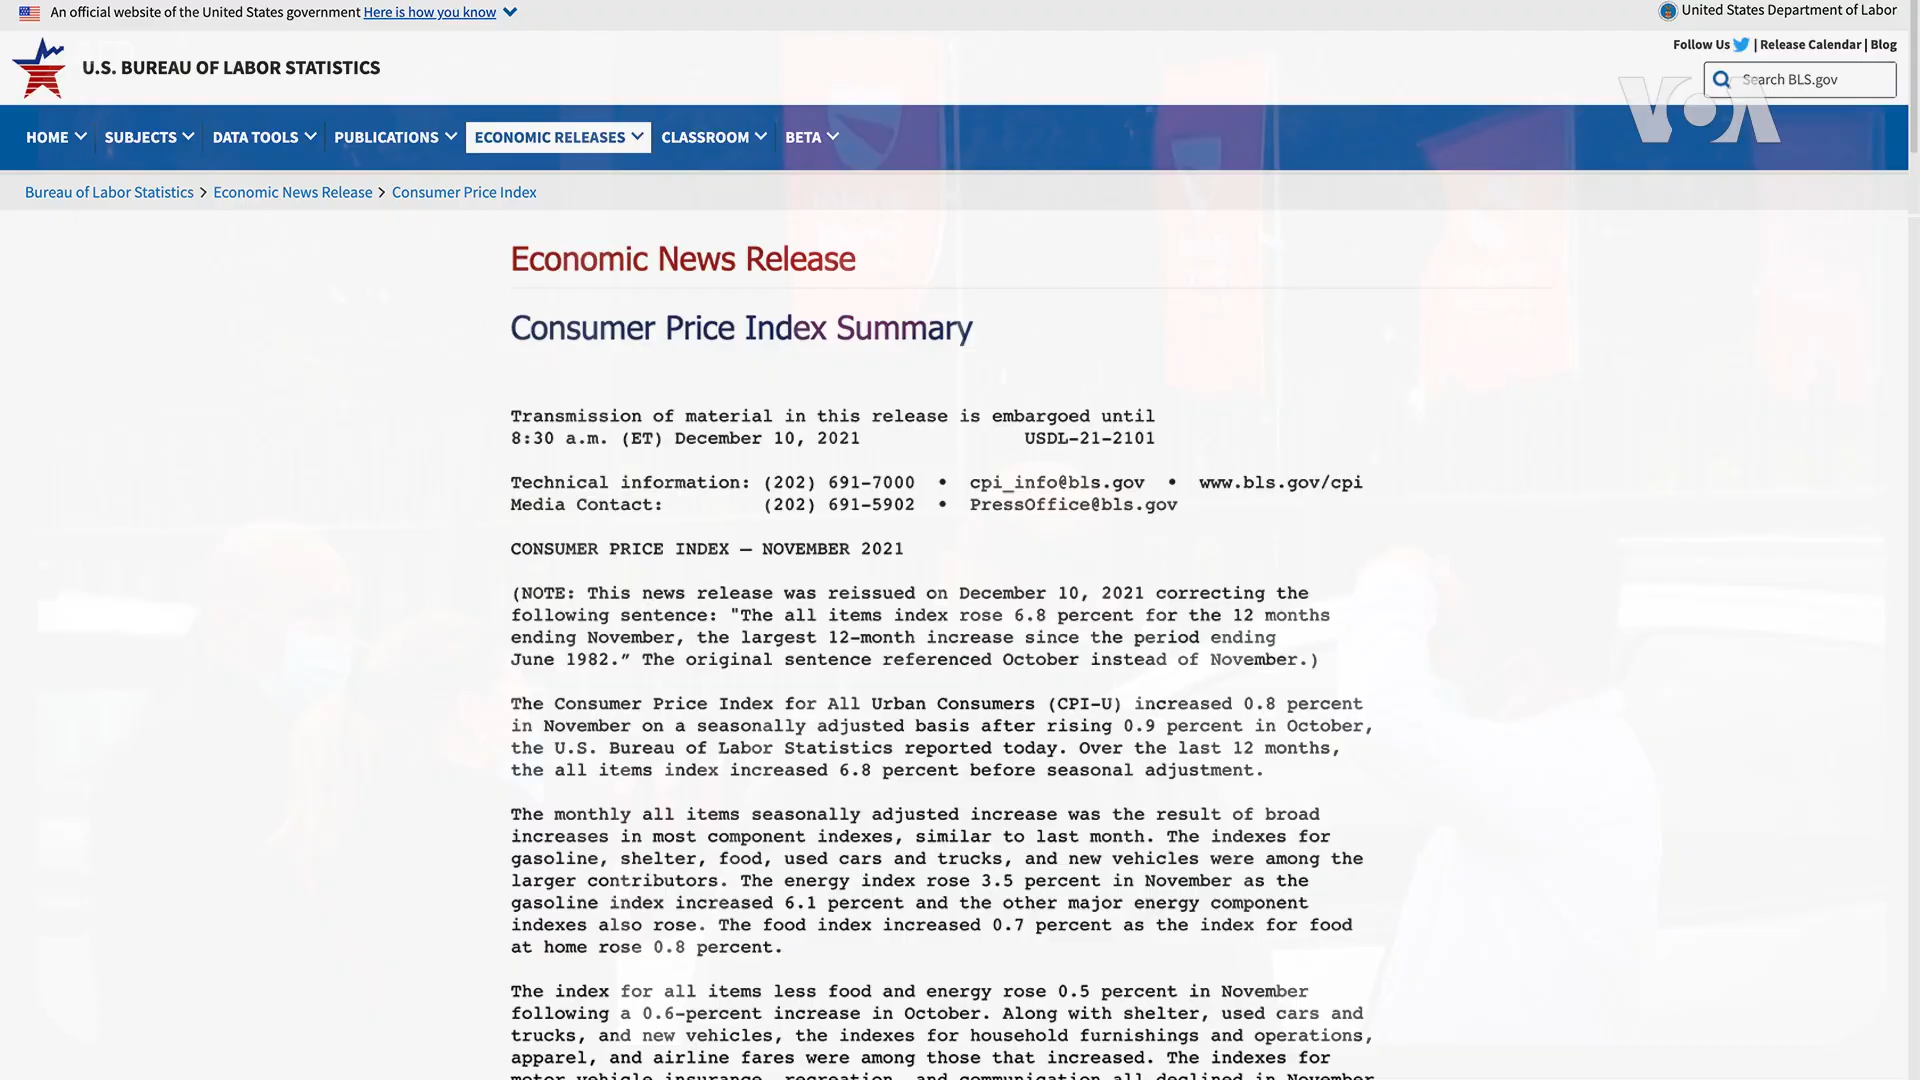 An official website of the United States government Here is how you know
United States Department of Labor
Follow Us | Release Calendar | Blog
U.S. BUREAU OF LABOR STATISTICS
Search BLS.gov
VOA
HOME SUBJECTS DATA TOOLS PUBLICATIONS ECONOMIC RELEASES CLASSROOM BETA
Bureau of Labor Statistics > Economic News Release > Consumer Price Index
Economic News Release
Consumer Price Index Summary
Transmission of material in this release is embargoed until
8:30 a.m. (ET) December 10, 2021 USDL-21-2101
Technical information: (202) 691-7000 • cpi_info@bls.gov • www.bls.gov/cpi
Media Contact: (202) 691-5902 • PressOffice@bls.gov
CONSUMER PRICE INDEX – NOVEMBER 2021
(NOTE: This news release was reissued on December 10, 2021 correcting the
following sentence: "The all items index rose 6.8 percent for the 12 months
ending November, the largest 12-month increase since the period ending
June 1982.” The original sentence referenced October instead of November.)
The Consumer Price Index for All Urban Consumers (CPI-U) increased 0.8 percent
in November on a seasonally adjusted basis after rising 0.9 percent in October,
the U.S. Bureau of Labor Statistics reported today. Over the last 12 months,
the all items index increased 6.8 percent before seasonal adjustment.
The monthly all items seasonally adjusted increase was the result of broad
increases in most component indexes, similar to last month. The indexes for
gasoline, shelter, food, used cars and trucks, and new vehicles were among the
larger contributors. The energy index rose 3.5 percent in November as the
gasoline index increased 6.1 percent and the other major energy component
indexes also rose. The food index increased 0.7 percent as the index for food
at home rose 0.8 percent.
The index for all items less food and energy rose 0.5 percent in November
following a 0.6-percent increase in October. Along with shelter, used cars and
trucks, and new vehicles, the indexes for household furnishings and operations,
apparel, and airline fares were among those that increased. The indexes for
motor vehicle insurance, recreation, and communication all declined in November